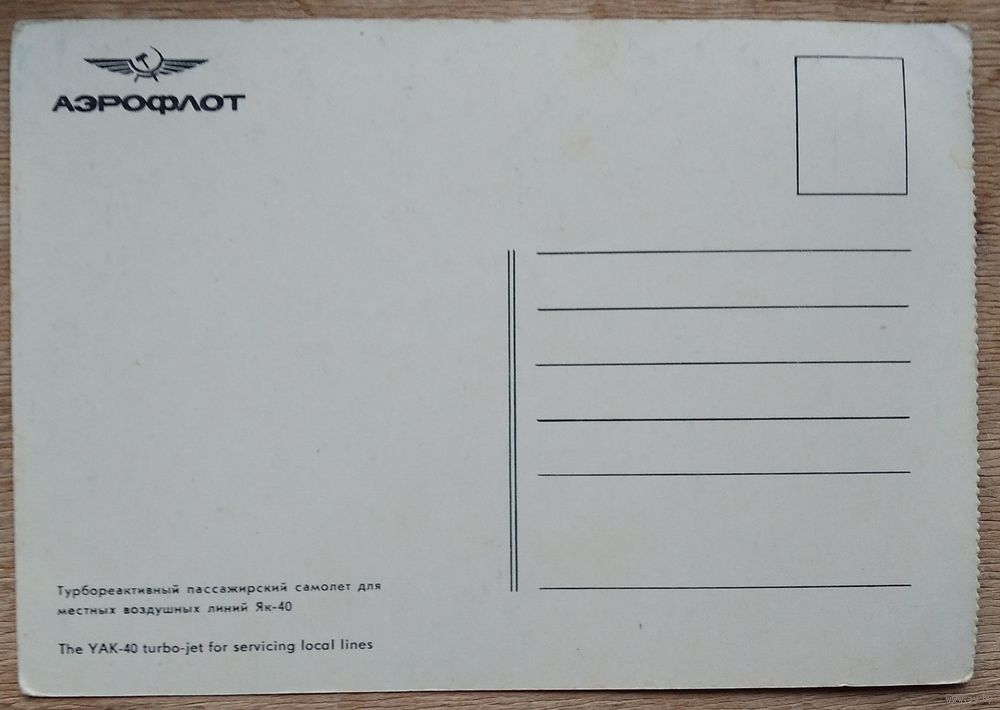 АЭРОФЛОТ
Турбореактивный пассажирский самолет для
местных воздушных линий Як-40
The YAK-40 turbo-jet for servicing local lines